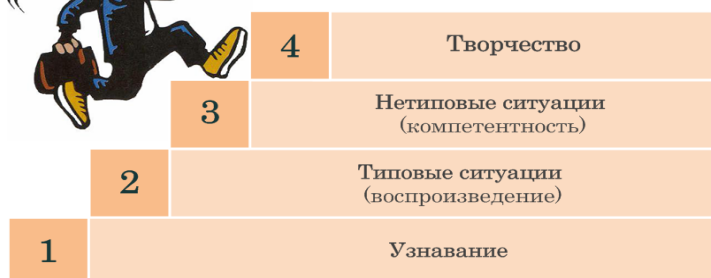 4 Творчество
3 Нетиповые ситуации
(компетентность)
2 Типовые ситуации
(воспроизведение)
1 Узнавание